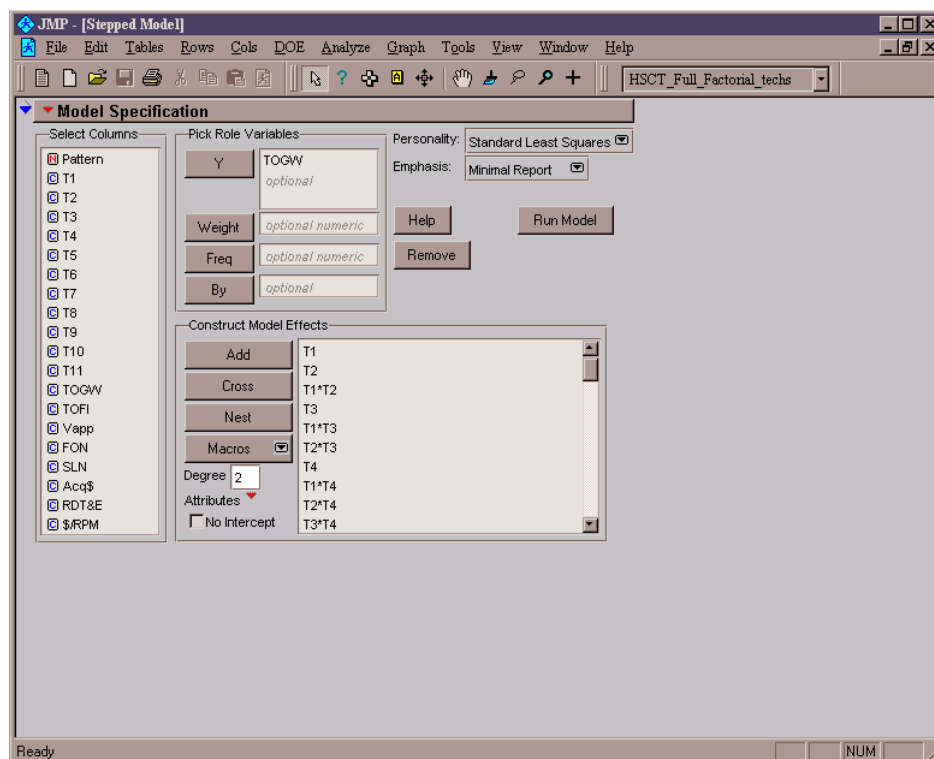 JMP - [Stepped Model]
File Edit Tables Rows Cols DOE Analyze Graph Tools View Window Help
? A HSCT_Full_Factorial_techs
Model Specification
Select Columns
N Pattern
C T1
C T2
C T3
C T4
C T5
C T6
C T7
C T8
C T9
C T10
C T11
C TOGW
C TOFI
C Vapp
C FON
C SLN
C Acq$
C RDT&E
C $/RPM
Pick Role Variables
Y TOGW
optional
Weight optional numeric
Freq optional numeric
By optional
Personality: Standard Least Squares
Emphasis: Minimal Report
Help Run Model
Remove
Construct Model Effects
Add
Cross
Nest
Macros
Degree 2
Attributes
No Intercept
T1
T2
T1*T2
T3
T1*T3
T2*T3
T4
T1*T4
T2*T4
T3*T4
Ready NUM